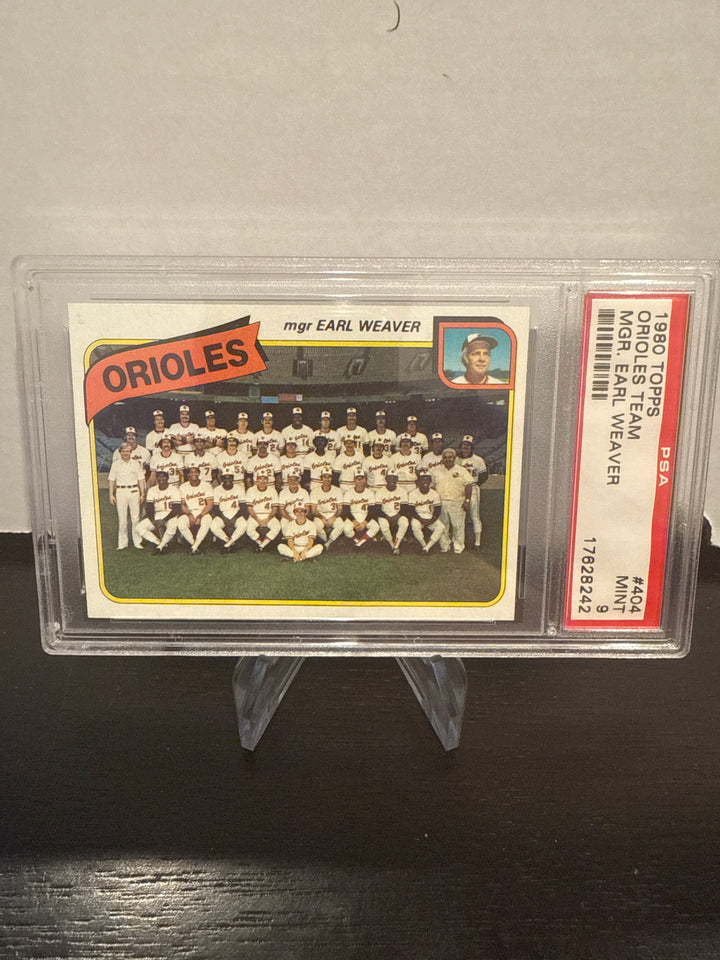 ORIOLES
mgr EARL WEAVER
1980 TOPPS #404
ORIOLES TEAM MINT
MGR. EARL WEAVER 9
PSA 17628242